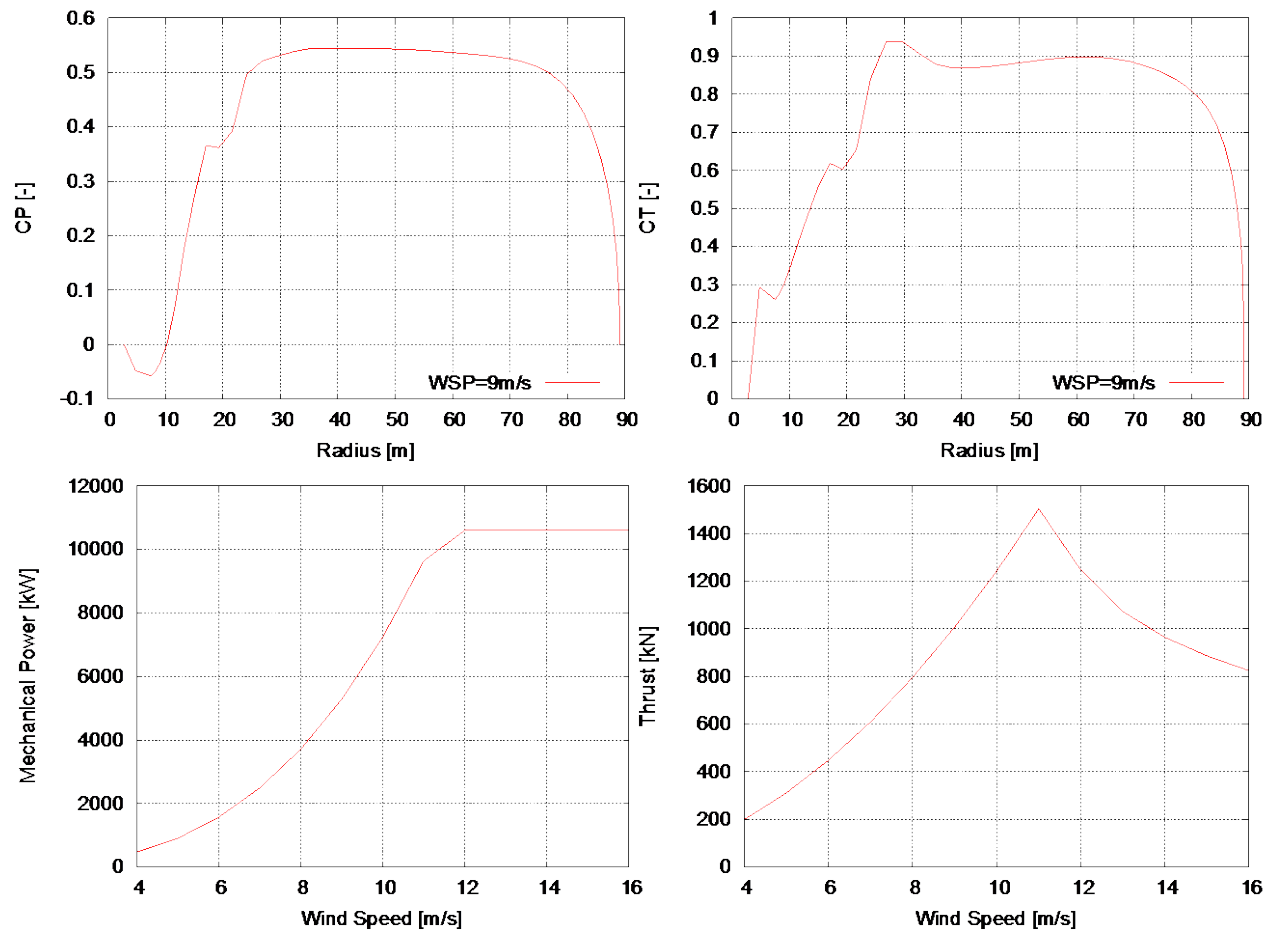 0.6
0.5
0.4
0.3
0.2
0.1
0
-0.1
CP [-]
WSP=9m/s
0 10 20 30 40 50 60 70 80 90
Radius [m]
1
0.9
0.8
0.7
0.6
0.5
0.4
0.3
0.2
0.1
0
CT [-]
WSP=9m/s
0 10 20 30 40 50 60 70 80 90
Radius [m]
12000
10000
8000
6000
4000
2000
0
Mechanical Power [kW]
4 6 8 10 12 14 16
Wind Speed [m/s]
1600
1400
1200
1000
800
600
400
200
0
Thrust [kN]
4 6 8 10 12 14 16
Wind Speed [m/s]